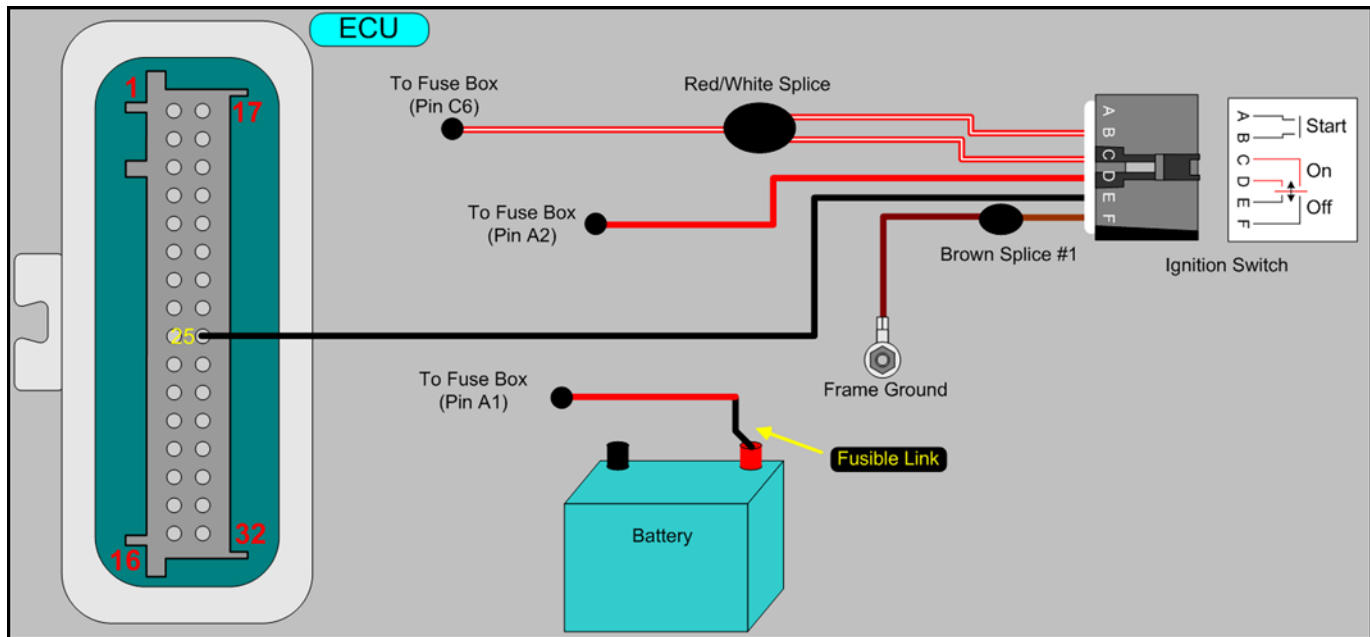 ECU
1
17
25
16
32
To Fuse Box
(Pin C6)
Red/White Splice
To Fuse Box
(Pin A2)
Brown Splice #1
Frame Ground
To Fuse Box
(Pin A1)
Fusible Link
Battery
A
B
C
D
E
F
Ignition Switch
A
B
C
D
E
F
Start
On
Off